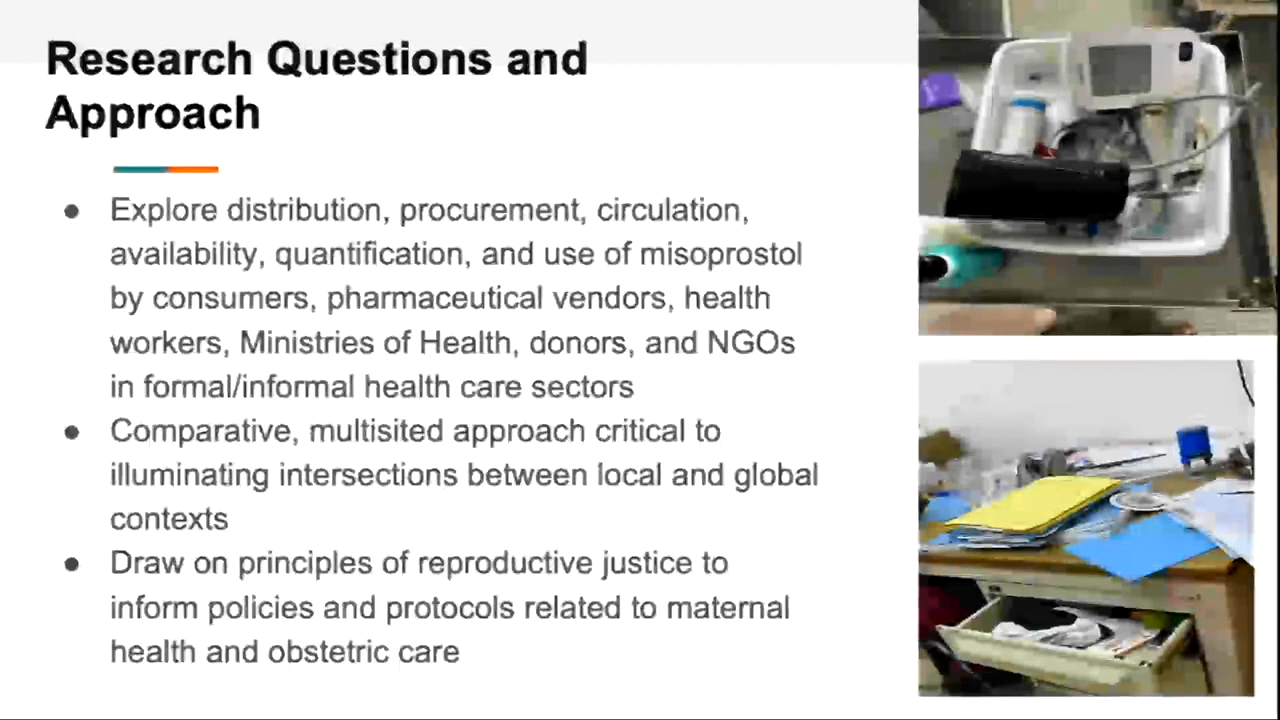 Research Questions and
Approach
● Explore distribution, procurement, circulation,
availability, quantification, and use of misoprostol
by consumers, pharmaceutical vendors, health
workers, Ministries of Health, donors, and NGOs
in formal/informal health care sectors
● Comparative, multisited approach critical to
illuminating intersections between local and global
contexts
● Draw on principles of reproductive justice to
inform policies and protocols related to maternal
health and obstetric care